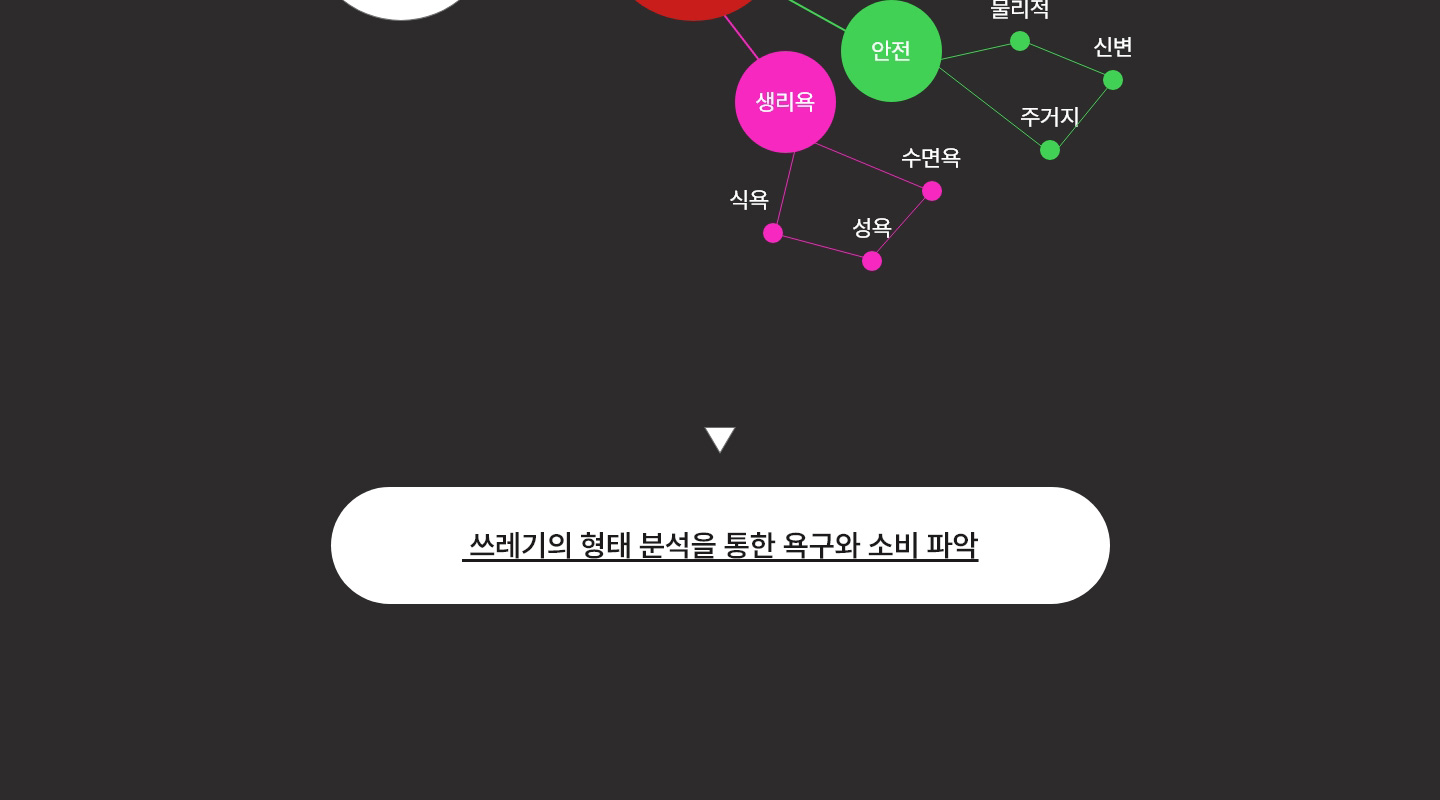 물리적
신변
안전
생리욕
주거지
수면욕
식욕
성욕
쓰레기의 형태 분석을 통한 욕구와 소비 파악